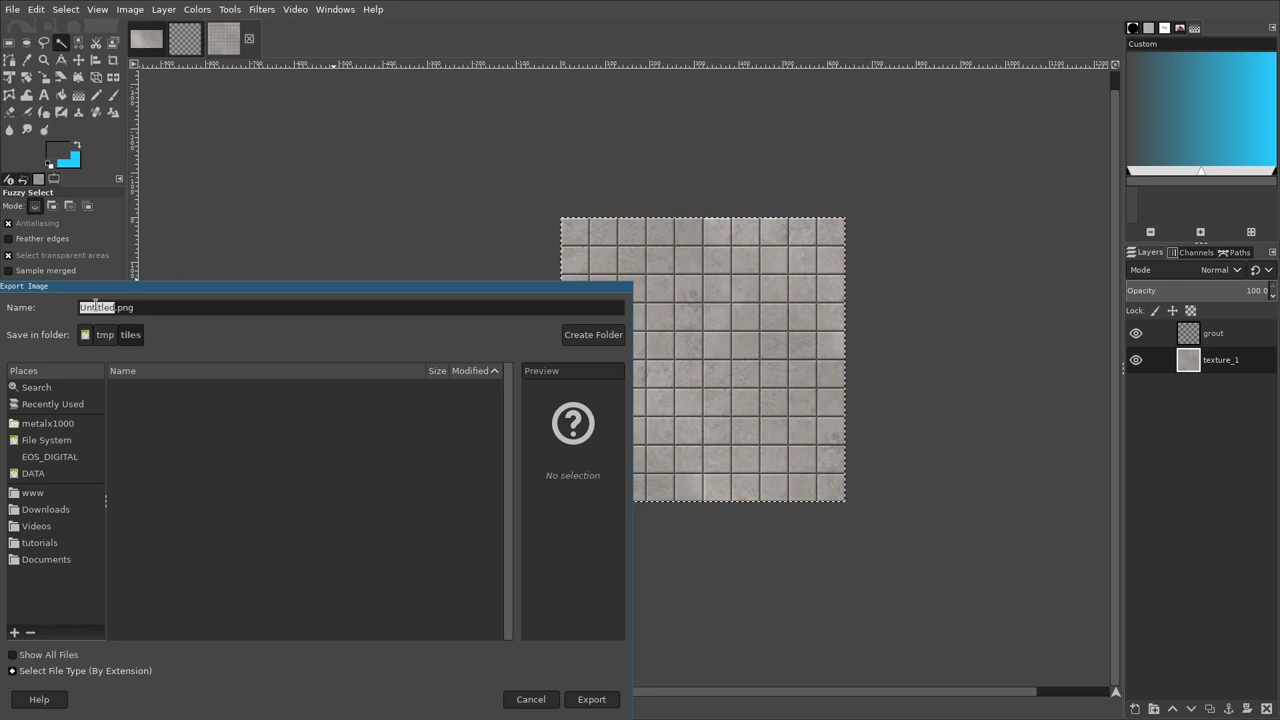 File Edit Select View Image Layer Colors Tools Filters Video Windows Help
Custom
Fuzzy Select
Mode:
Antialiasing
Feather edges
Select transparent areas
Sample merged
Layers Channels Paths
Mode Normal
Opacity 100.0
Lock:
grout
texture_1
Export Image
Name: Untitled.png
Save in folder: tmp tiles Create Folder
Places Name Size Modified Preview
Search
Recently Used
metalx1000
File System
EOS_DIGITAL
DATA
www
Downloads
Videos
tutorials
Documents
No selection
Show All Files
Select File Type (By Extension)
Help Cancel Export